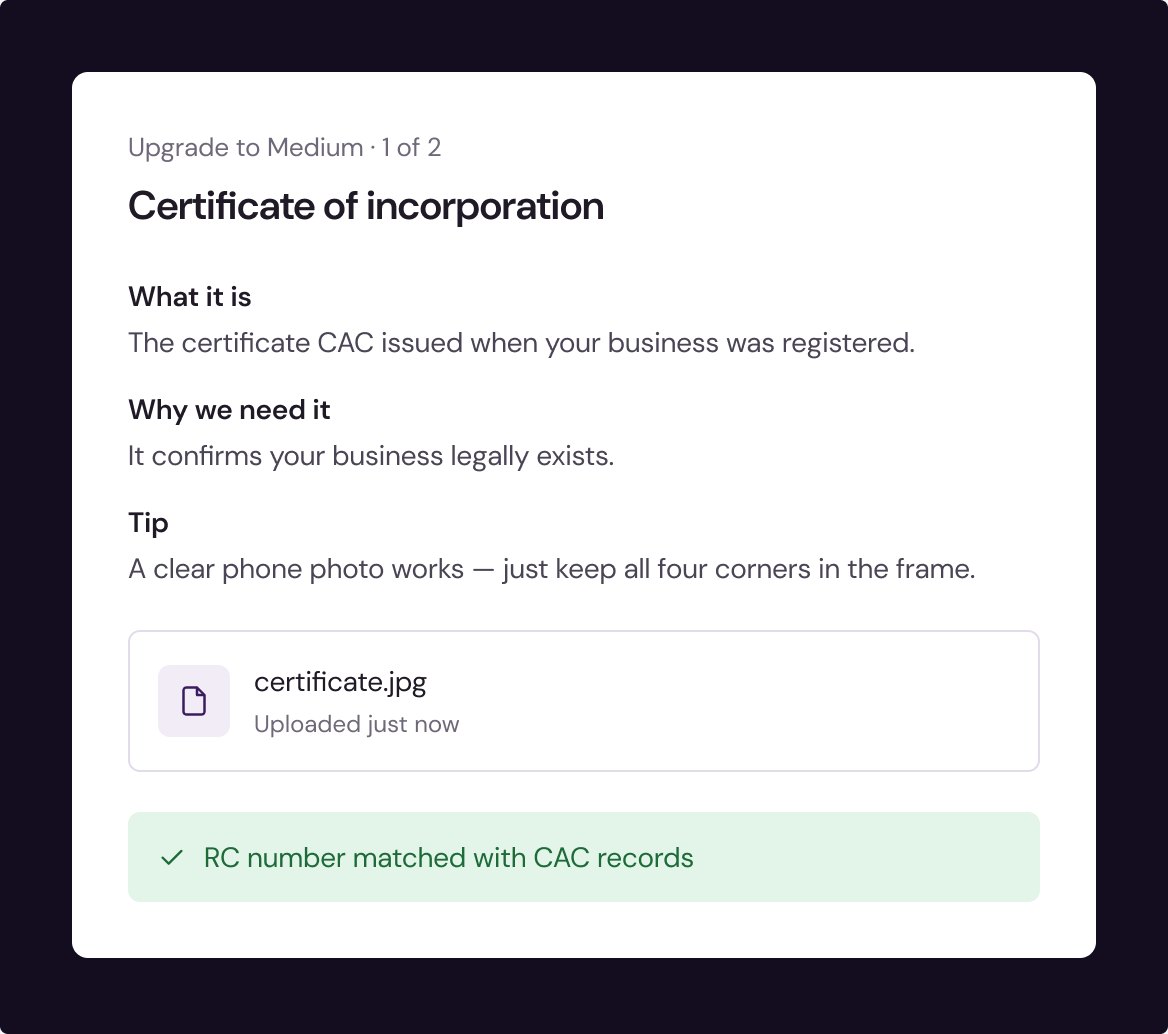 Upgrade to Medium · 1 of 2
Certificate of incorporation
What it is
The certificate CAC issued when your business was registered.
Why we need it
It confirms your business legally exists.
Tip
A clear phone photo works — just keep all four corners in the frame.
certificate.jpg
Uploaded just now
RC number matched with CAC records